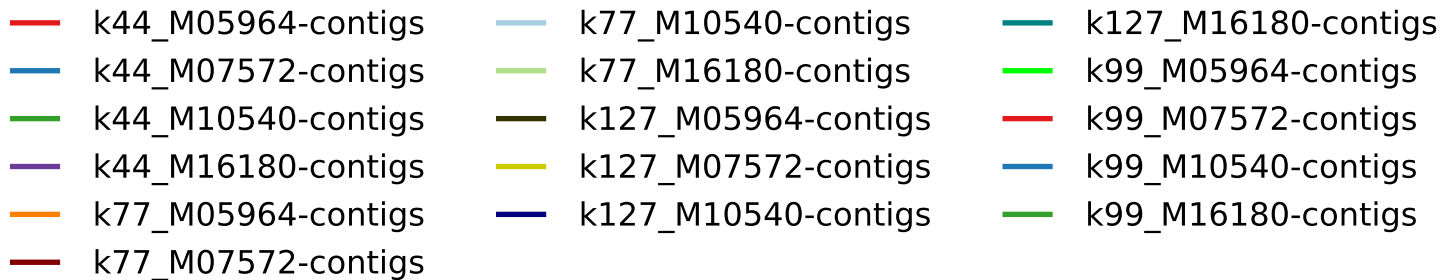 k44_M05964-contigs
k44_M07572-contigs
k44_M10540-contigs
k44_M16180-contigs
k77_M05964-contigs
k77_M07572-contigs
k77_M10540-contigs
k77_M16180-contigs
k127_M05964-contigs
k127_M07572-contigs
k127_M10540-contigs
k127_M16180-contigs
k99_M05964-contigs
k99_M07572-contigs
k99_M10540-contigs
k99_M16180-contigs